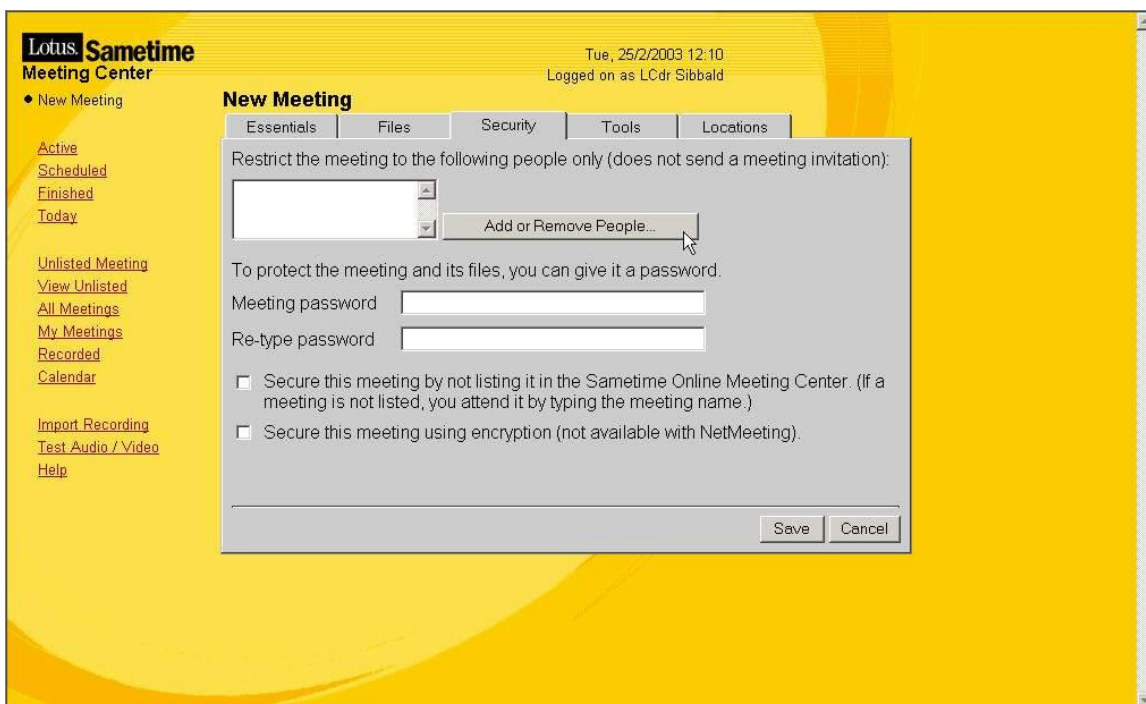 Lotus. Sametime
Meeting Center
Tue, 25/2/2003 12:10
Logged on as LCdr Sibbald
New Meeting
Active
Scheduled
Finished
Today
Unlisted Meeting
View Unlisted
All Meetings
My Meetings
Recorded
Calendar
Import Recording
Test Audio / Video
Help
New Meeting
Essentials Files Security Tools Locations
Restrict the meeting to the following people only (does not send a meeting invitation):
Add or Remove People...
To protect the meeting and its files, you can give it a password.
Meeting password
Re-type password
Secure this meeting by not listing it in the Sametime Online Meeting Center. (If a
meeting is not listed, you attend it by typing the meeting name.)
Secure this meeting using encryption (not available with NetMeeting).
Save Cancel